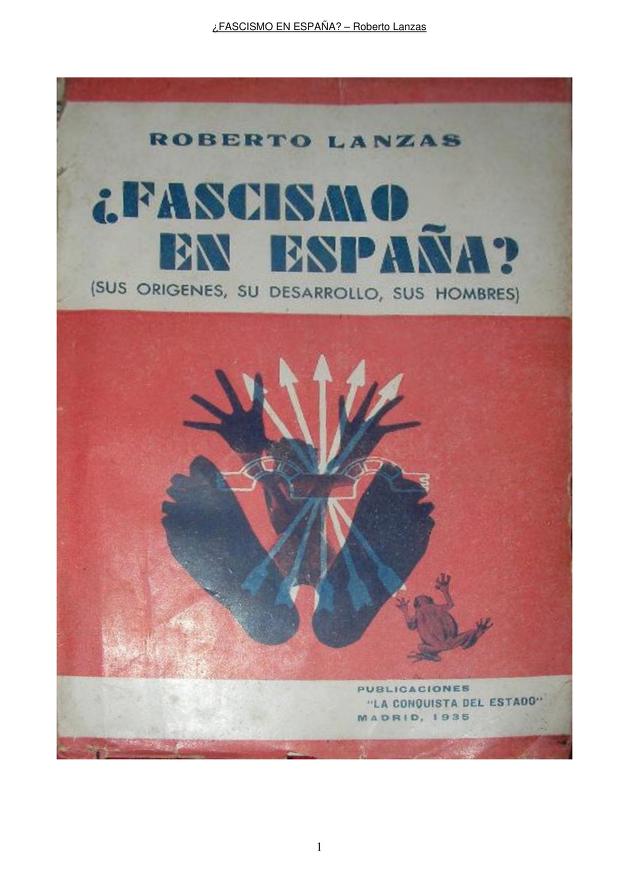 ¿FASCISMO EN ESPAÑA? – Roberto Lanzas
ROBERTO LANZAS
¿FASCISMO
EN ESPAÑA?
(SUS ORIGENES, SU DESARROLLO, SUS HOMBRES)
PUBLICACIONES
"LA CONQUISTA DEL ESTADO"
MADRID, 1935
1